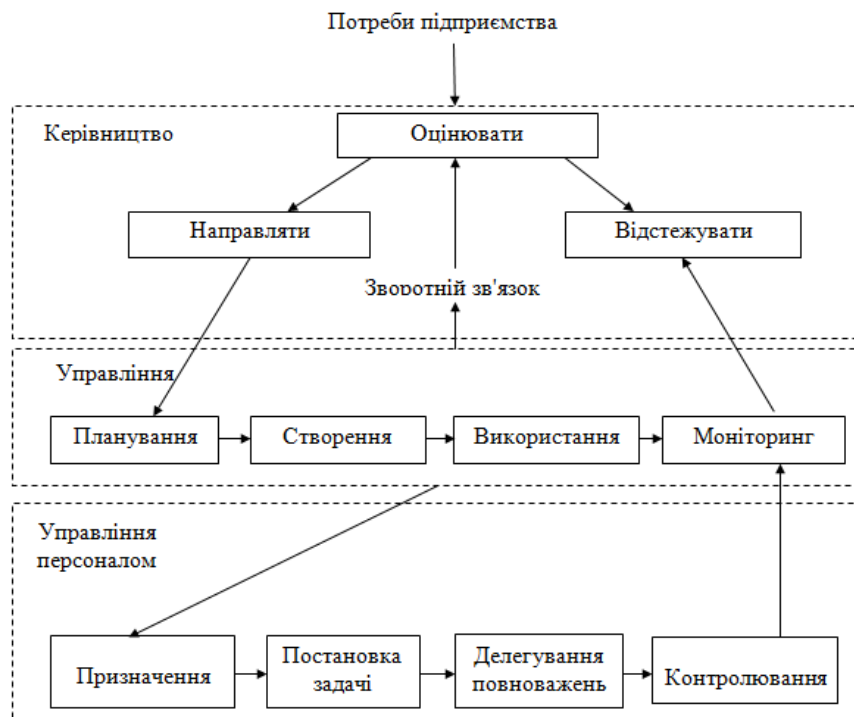 Потреби підприємства
Керівництво
Оцінювати
Направляти
Відстежувати
Зворотній зв'язок
Управління
Планування
Створення
Використання
Моніторинг
Управління
персоналом
Призначення
Постановка
задачі
Делегування
повноважень
Контролювання